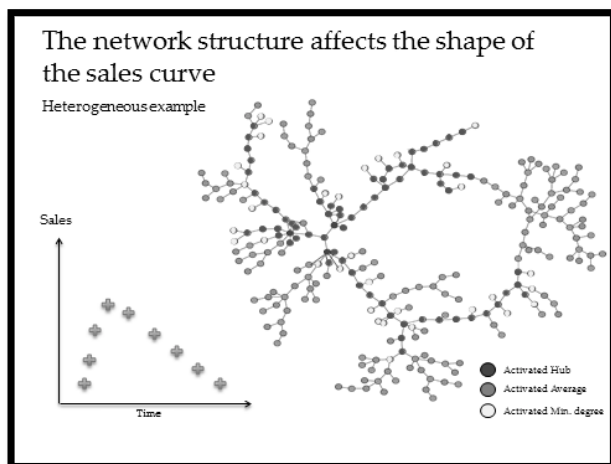 The network structure affects the shape of
the sales curve
Heterogeneous example
Sales
Time
Activated Hub
Activated Average
Activated Min. degree